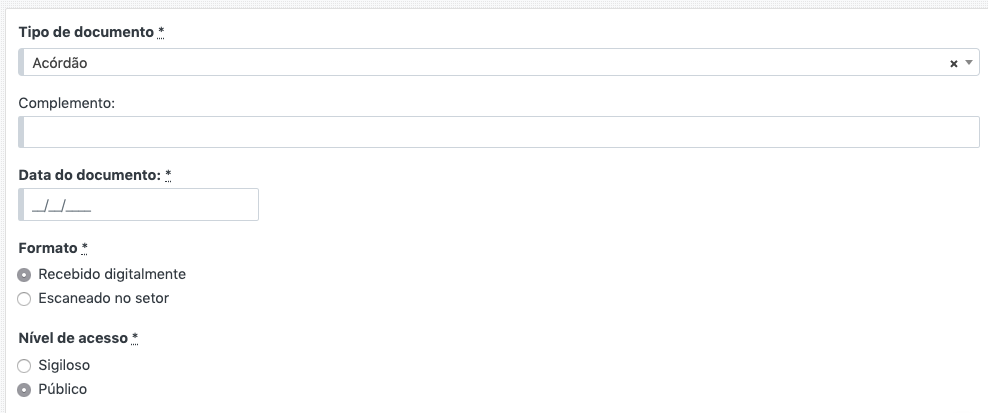 Tipo de documento *
Acórdão × 
Complemento:
Data do documento: *
__/__/____
Formato *
Recebido digitalmente
Escaneado no setor
Nível de acesso *
Sigiloso
Público